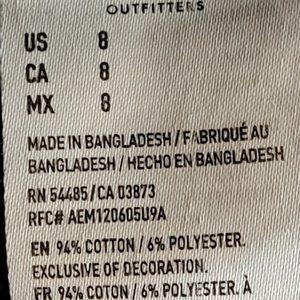 OUTFITTERS
US 8
CA 8
MX 8
MADE IN BANGLADESH / FABRIQUÉ AU
BANGLADESH / HECHO EN BANGLADESH
RN 54485/CA 03873
RFC# AEM120605U9A
EN 94% COTTON / 6% POLYESTER.
EXCLUSIVE OF DECORATION.
FR 94% COTON / 6% POLYESTER. À